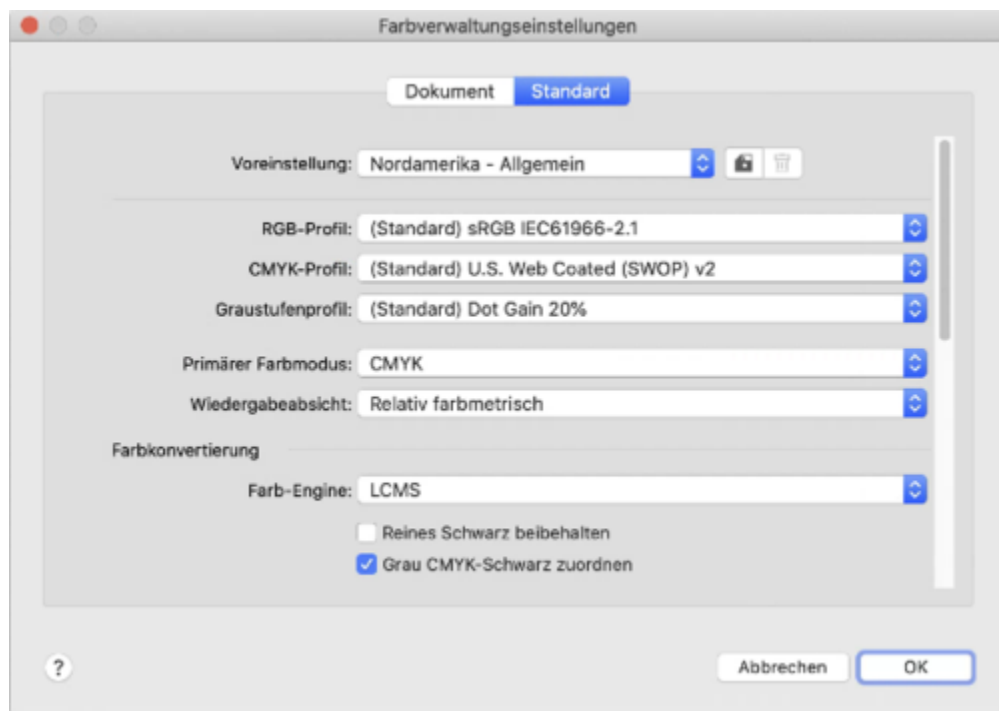 Farbverwaltungseinstellungen
Dokument Standard
Voreinstellung: Nordamerika - Allgemein
RGB-Profil: (Standard) sRGB IEC61966-2.1
CMYK-Profil: (Standard) U.S. Web Coated (SWOP) v2
Graustufenprofil: (Standard) Dot Gain 20%
Primärer Farbmodus: CMYK
Wiedergabeabsicht: Relativ farbmetrisch
Farbkonvertierung
Farb-Engine: LCMS
Reines Schwarz beibehalten
Grau CMYK-Schwarz zuordnen
? Abbrechen OK